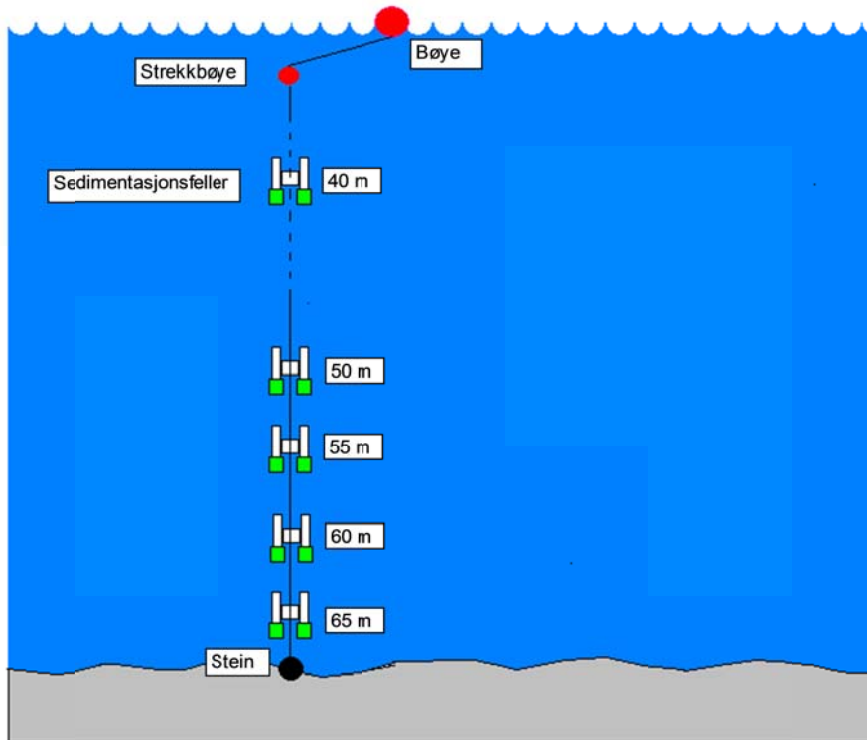 Bøye
Strekkbøye
Sedimentasjonsfeller
40 m
50 m
55 m
60 m
65 m
Stein